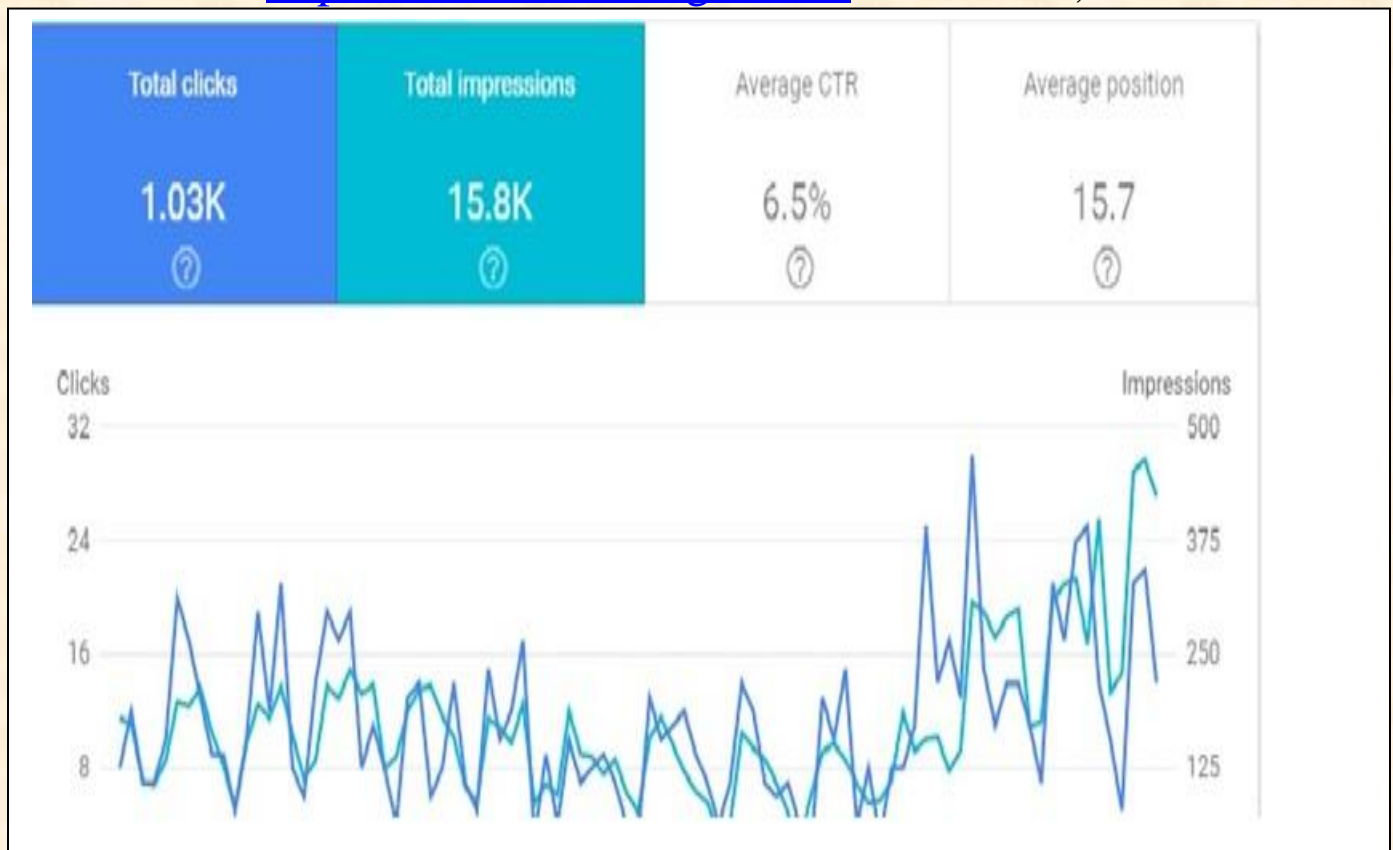 Total clicks Total impressions Average CTR Average position
1.03K 15.8K 6.5% 15.7
? ? ? ?
Clicks Impressions
32 500
24 375
16 250
8 125